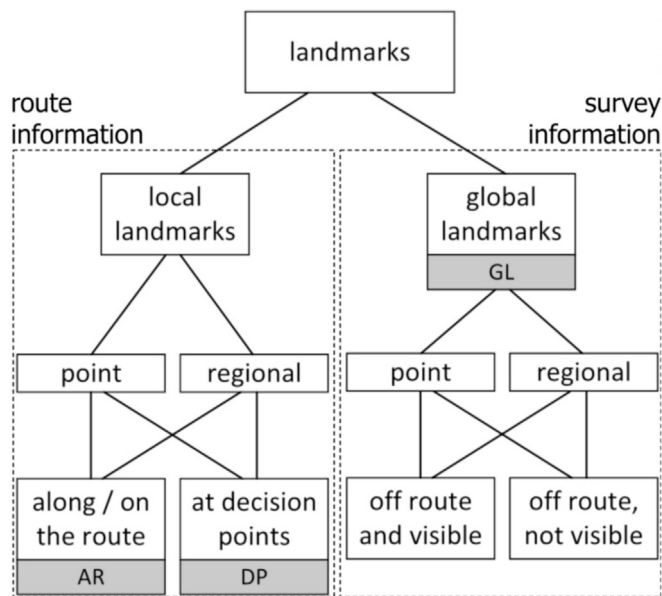 landmarks
route
information
survey
information
local
landmarks
global
landmarks
GL
point
regional
point
regional
along / on
the route
AR
at decision
points
DP
off route
and visible
off route,
not visible